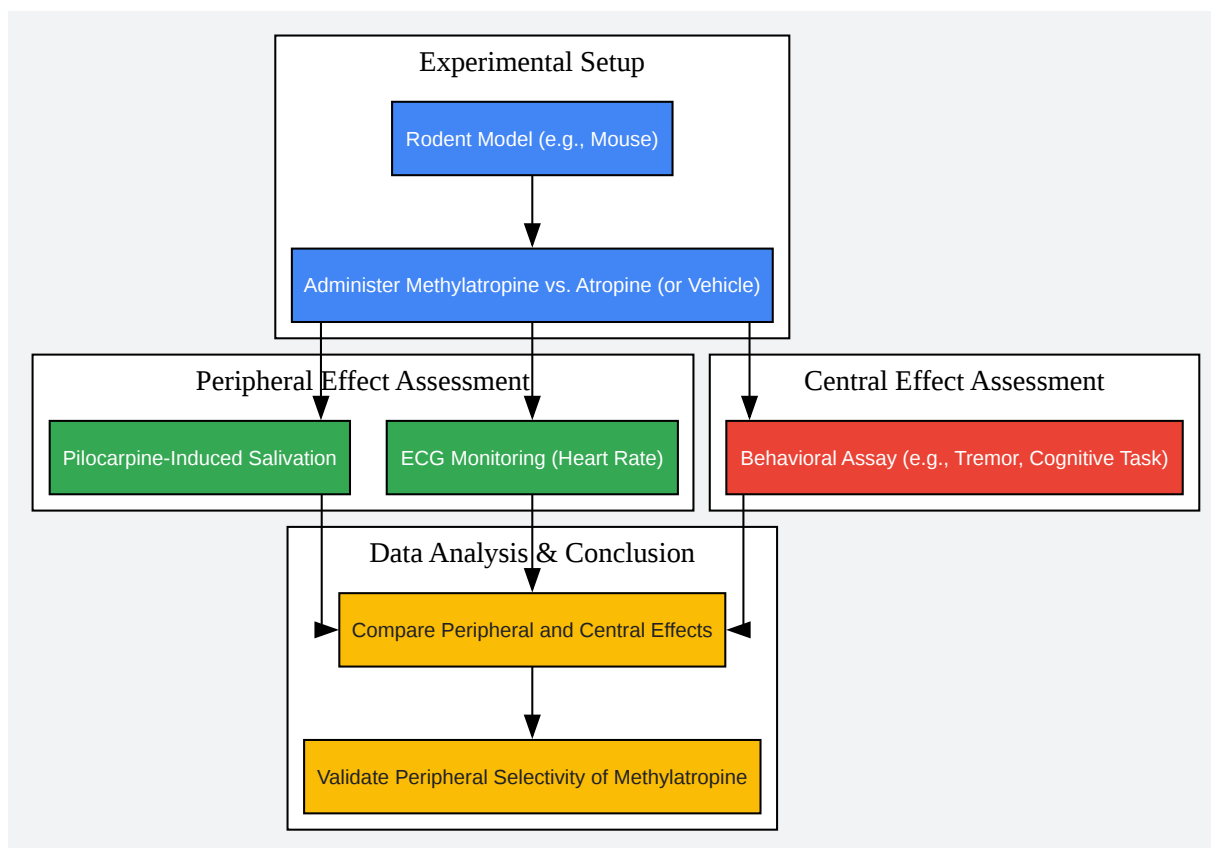 Experimental Setup
Rodent Model (e.g., Mouse)
Administer Methylatropine vs. Atropine (or Vehicle)
Peripheral Effect Assessment
Pilocarpine-Induced Salivation
ECG Monitoring (Heart Rate)
Central Effect Assessment
Behavioral Assay (e.g., Tremor, Cognitive Task)
Data Analysis & Conclusion
Compare Peripheral and Central Effects
Validate Peripheral Selectivity of Methylatropine